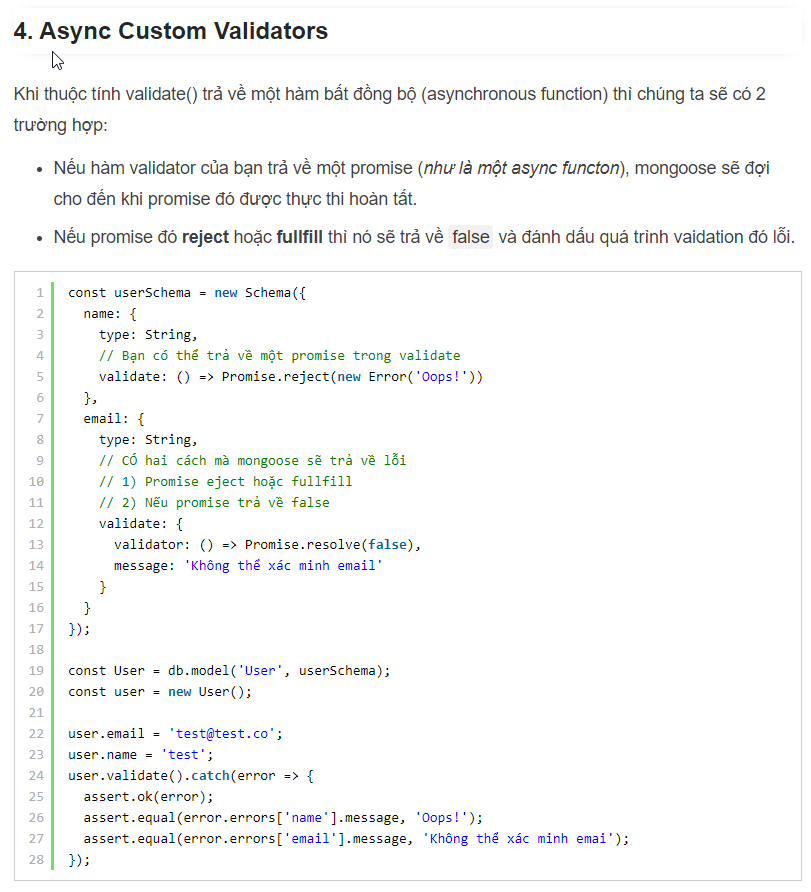 4. Async Custom Validators
Khi thuộc tính validate() trả về một hàm bất đồng bộ (asynchronous function) thì chúng ta sẽ có 2
trường hợp:
• Nếu hàm validator của bạn trả về một promise (như là một async functon), mongoose sẽ đợi
cho đến khi promise đó được thực thi hoàn tất.
• Nếu promise đó reject hoặc fullfill thì nó sẽ trả về false và đánh dấu quá trình vaidation đó lỗi.
1 const userSchema = new Schema({
2   name: {
3     type: String,
4     // Bạn có thể trả về một promise trong validate
5     validate: () => Promise.reject(new Error('Oops!'))
6   },
7   email: {
8     type: String,
9     // CÓ hai cách mà mongoose sẽ trả về lỗi
10     // 1) Promise eject hoặc fullfill
11     // 2) Nếu promise trả về false
12     validate: {
13       validator: () => Promise.resolve(false),
14       message: 'Không thể xác minh email'
15     }
16   }
17 });
18
19 const User = db.model('User', userSchema);
20 const user = new User();
21
22 user.email = 'test@test.co';
23 user.name = 'test';
24 user.validate().catch(error => {
25   assert.ok(error);
26   assert.equal(error.errors['name'].message, 'Oops!');
27   assert.equal(error.errors['email'].message, 'Không thể xác minh emai');
28 });